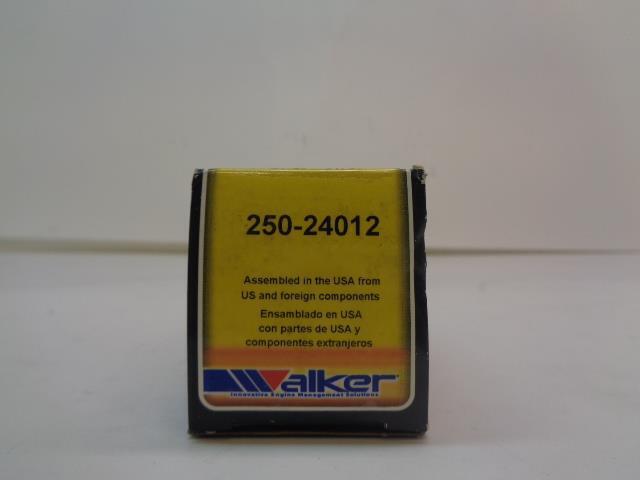 250-24012
Assembled in the USA from
US and foreign components
Ensamblado en USA
con partes de USA y
componentes extranjeros
Walker
Innovative Engine Management Solutions